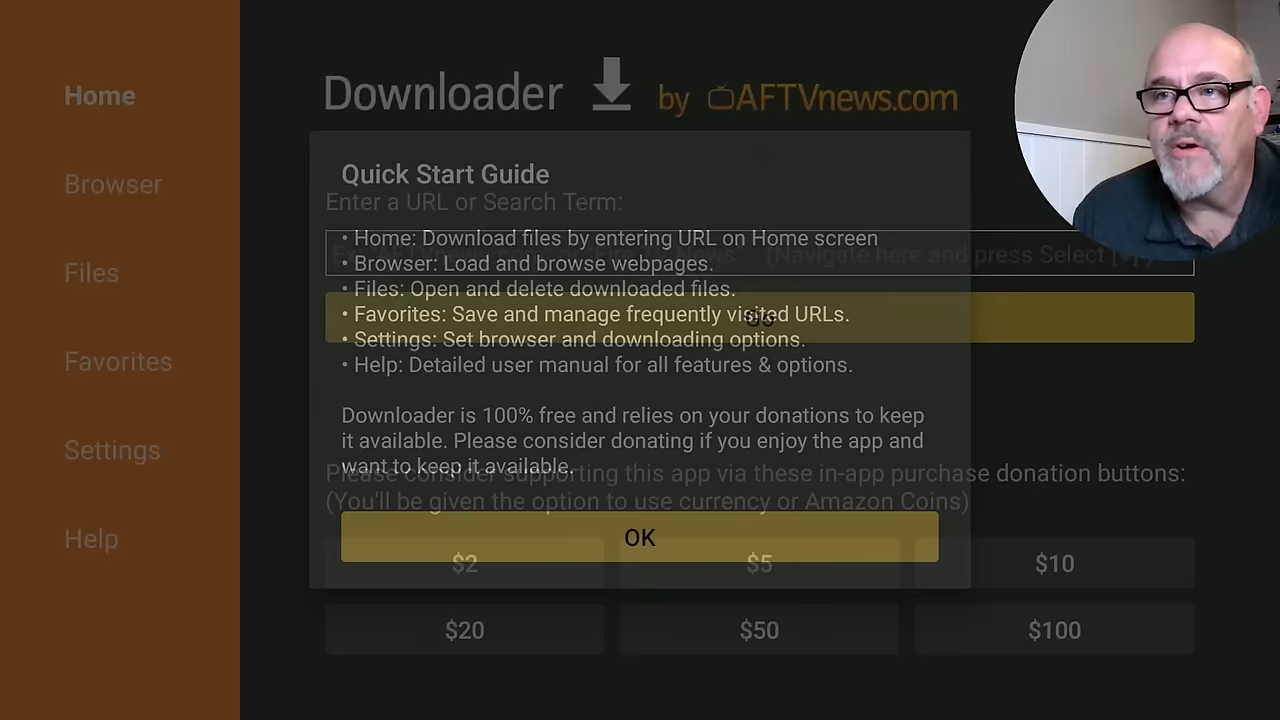 Home
Browser
Files
Favorites
Settings
Help
Downloader by AFTVnews.com
Quick Start Guide
Enter a URL or Search Term:
• Home: Download files by entering URL on Home screen
• Browser: Load and browse webpages.
• Files: Open and delete downloaded files.
• Favorites: Save and manage frequently visited URLs.
• Settings: Set browser and downloading options.
• Help: Detailed user manual for all features & options.
(Navigate here and press Select
Go
Downloader is 100% free and relies on your donations to keep
it available. Please consider donating if you enjoy the app and
want to keep it available.
Please consider supporting this app via these in-app purchase donation buttons:
(You'll be given the option to use currency or Amazon Coins)
OK
$2 $5 $10
$20 $50 $100